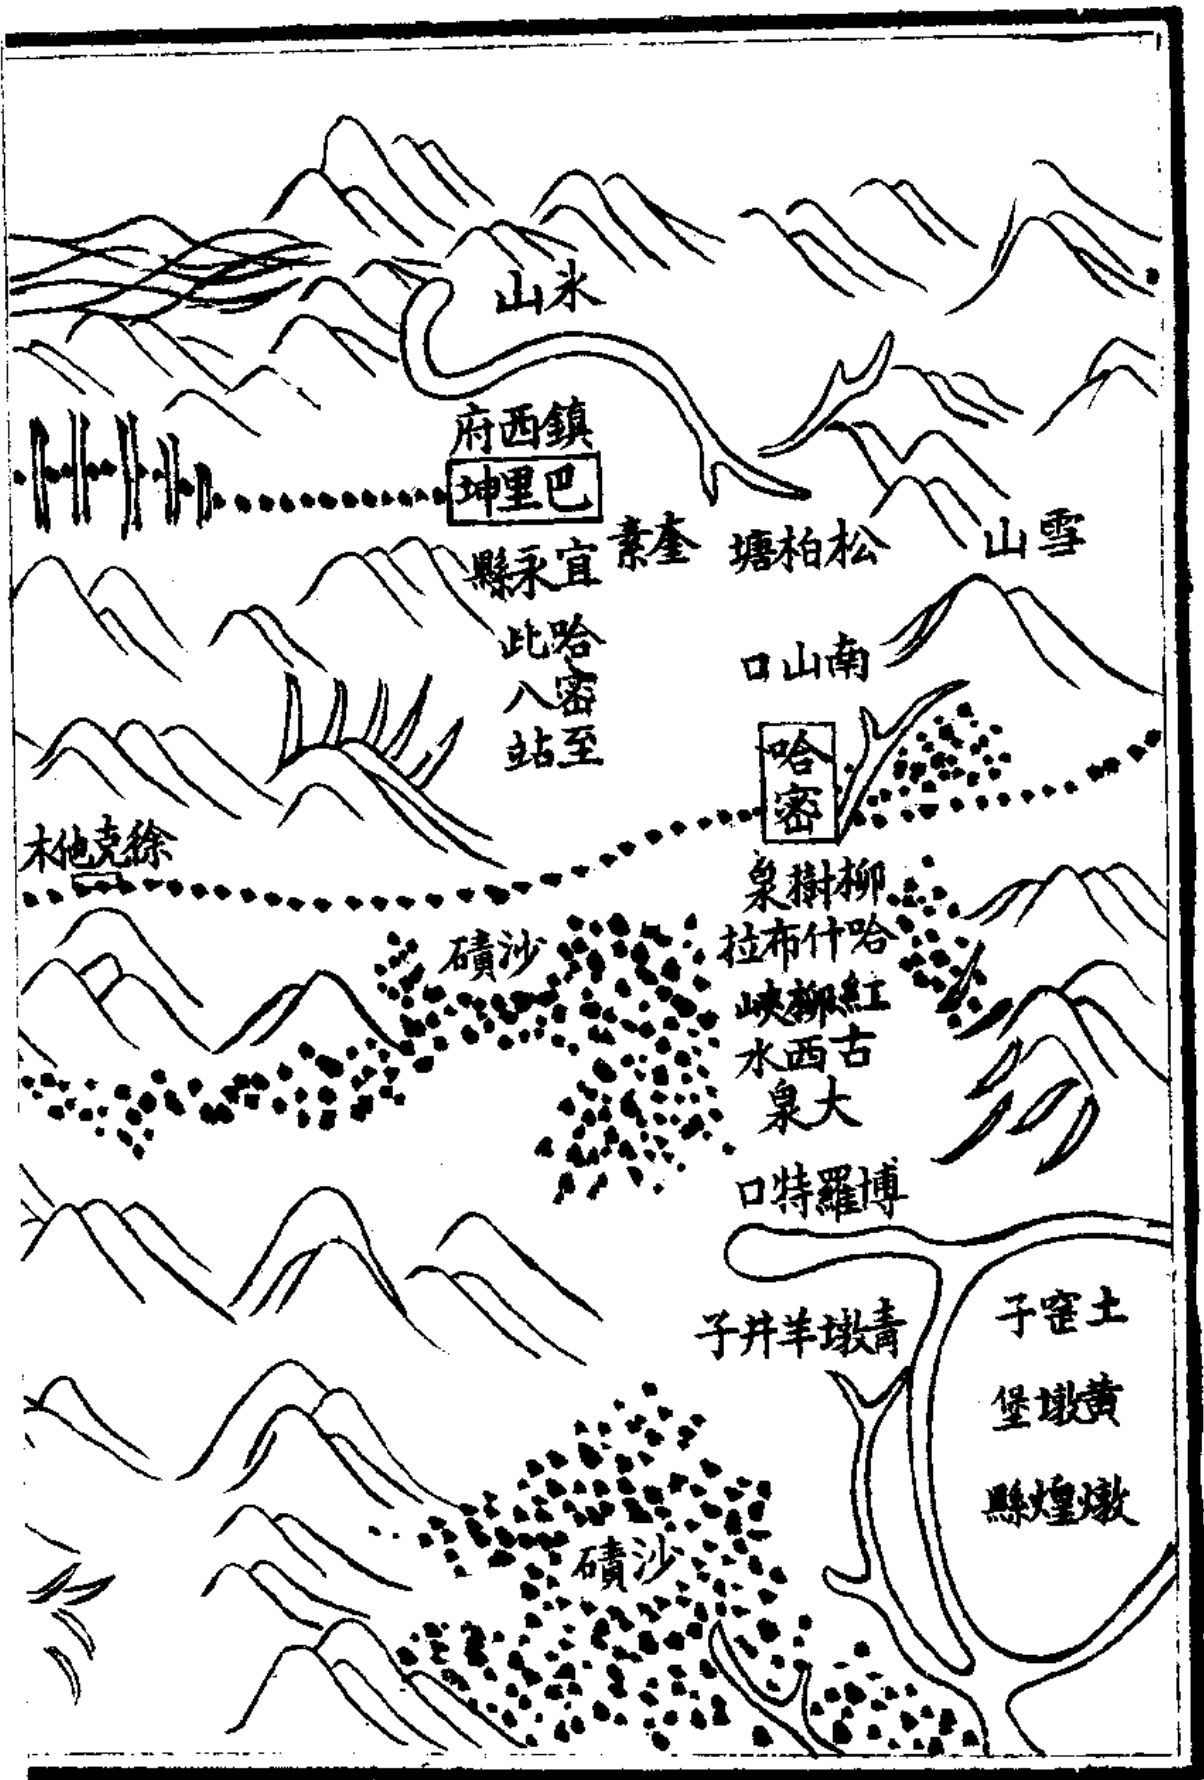 氷山
鎮西府
巴里坤
宜禾縣
奎素
松柏塘
雪山
哈密至
此八站
南山口
哈密
徐克他木
柳樹泉
哈什布拉
沙磧
紅柳峽
古西水
大泉
博羅特口
土窑子
青墩羊井子
黃墩堡
燉煌縣
沙磧